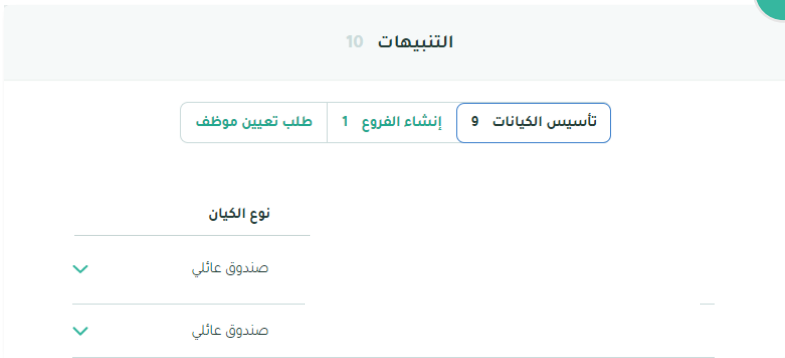 التنبيهات 10
تأسيس الكيانات 9 إنشاء الفروع 1 طلب تعيين موظف
نوع الكيان
صندوق عائلي
صندوق عائلي